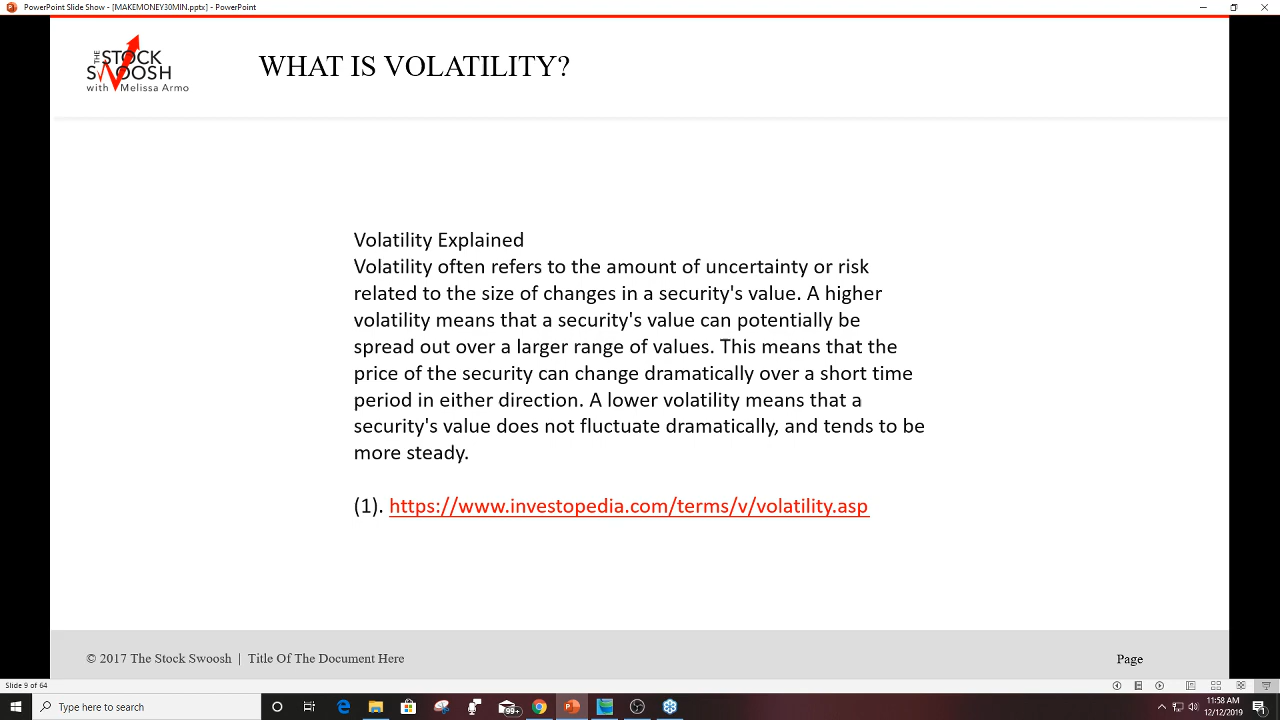 PowerPoint Slide Show - [MAKEMONEY30MIN.pptx] - PowerPoint
THE
STOCK
SWOOSH
with Melissa Armo
WHAT IS VOLATILITY?
Volatility Explained
Volatility often refers to the amount of uncertainty or risk
related to the size of changes in a security's value. A higher
volatility means that a security's value can potentially be
spread out over a larger range of values. This means that the
price of the security can change dramatically over a short time
period in either direction. A lower volatility means that a
security's value does not fluctuate dramatically, and tends to be
more steady.
(1). https://www.investopedia.com/terms/v/volatility.asp
© 2017 The Stock Swoosh | Title Of The Document Here
Page
Slide 9 of 64
Type here to search
99+
11:58 AM
12/12/2019
1